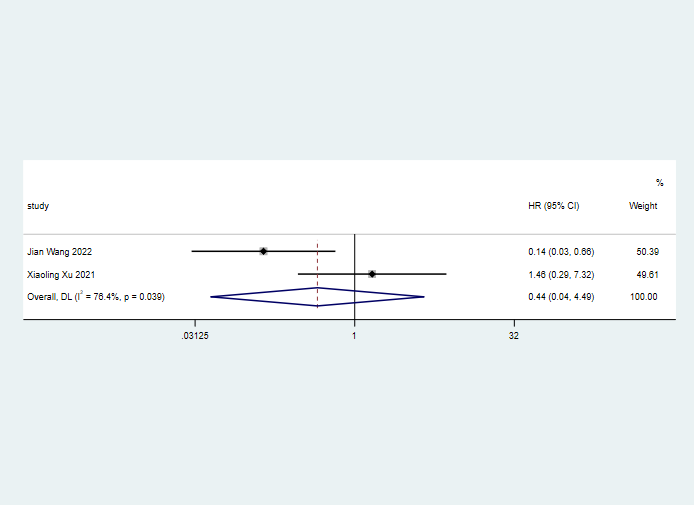 %
study HR (95% CI) Weight
Jian Wang 2022 0.14 (0.03, 0.66) 50.39
Xiaoling Xu 2021 1.46 (0.29, 7.32) 49.61
Overall, DL (I² = 76.4%, p = 0.039) 0.44 (0.04, 4.49) 100.00
.03125 1 32